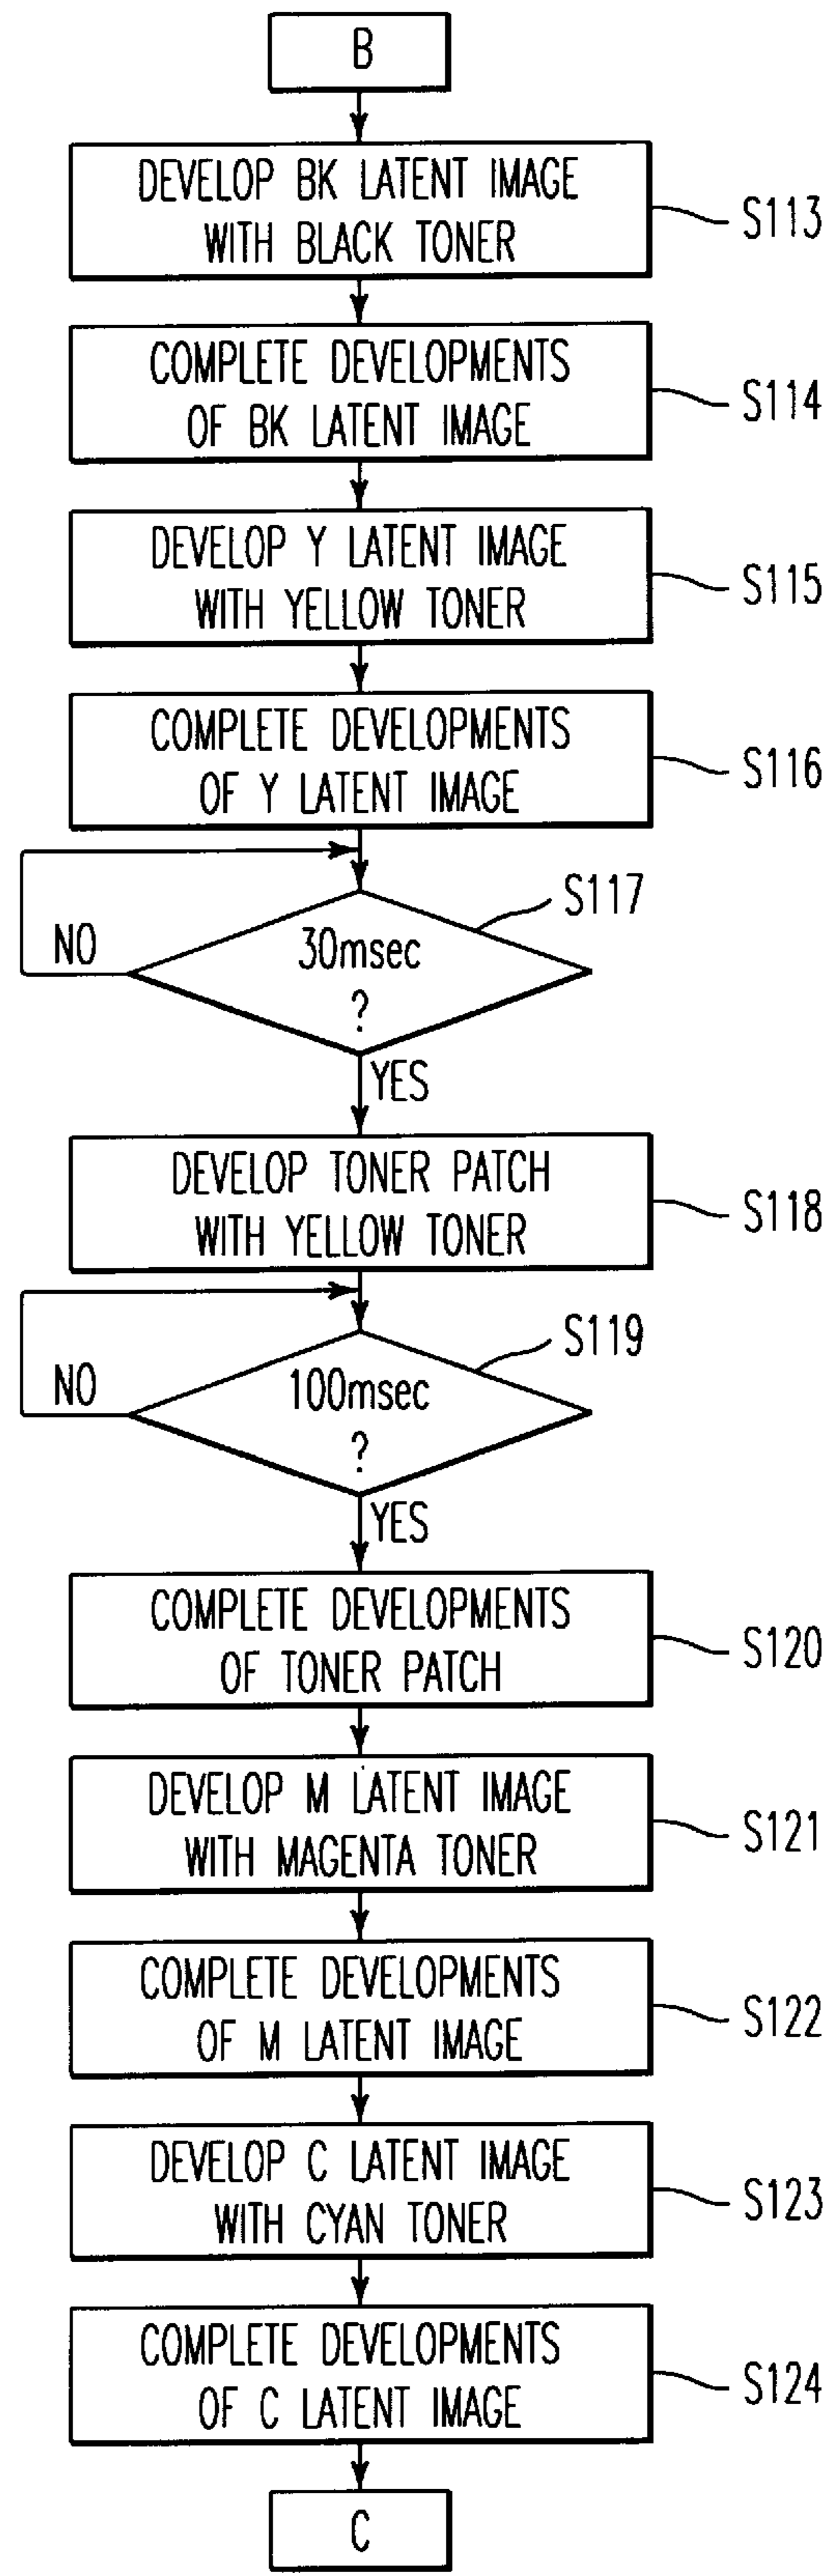 B
DEVELOP BK LATENT IMAGE
WITH BLACK TONER
S113
COMPLETE DEVELOPMENTS
OF BK LATENT IMAGE
S114
DEVELOP Y LATENT IMAGE
WITH YELLOW TONER
S115
COMPLETE DEVELOPMENTS
OF Y LATENT IMAGE
S116
S117
30msec
?
NO
YES
DEVELOP TONER PATCH
WITH YELLOW TONER
S118
S119
100msec
?
NO
YES
COMPLETE DEVELOPMENTS
OF TONER PATCH
S120
DEVELOP M LATENT IMAGE
WITH MAGENTA TONER
S121
COMPLETE DEVELOPMENTS
OF M LATENT IMAGE
S122
DEVELOP C LATENT IMAGE
WITH CYAN TONER
S123
COMPLETE DEVELOPMENTS
OF C LATENT IMAGE
S124
C